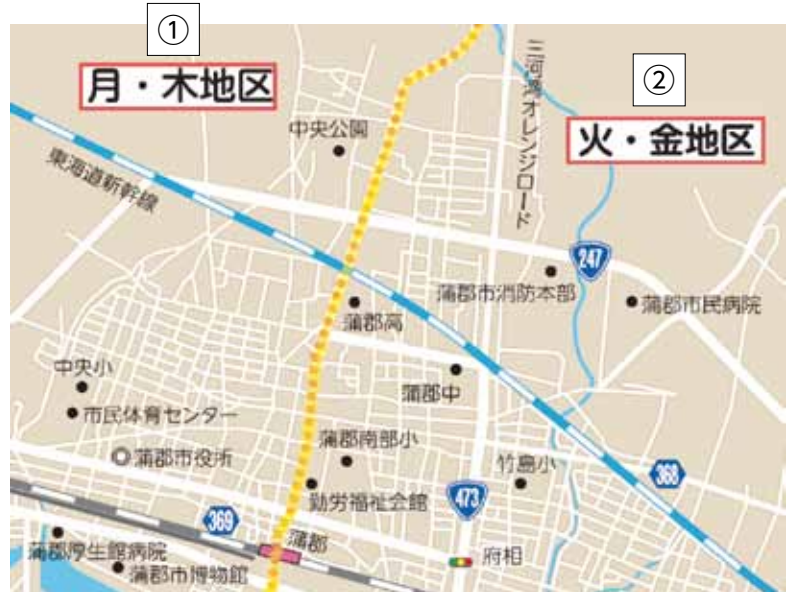 ①
月・木地区
②
火・金地区
中央公園
三河湾オレンジロード
東海道新幹線
247
蒲郡市消防本部
蒲郡市民病院
蒲郡高
中央小
蒲郡中
市民体育センター
蒲郡南部小
蒲郡市役所
竹島小
368
勤労福祉会館
473
369
蒲郡
府相
蒲郡厚生館病院
蒲郡市博物館